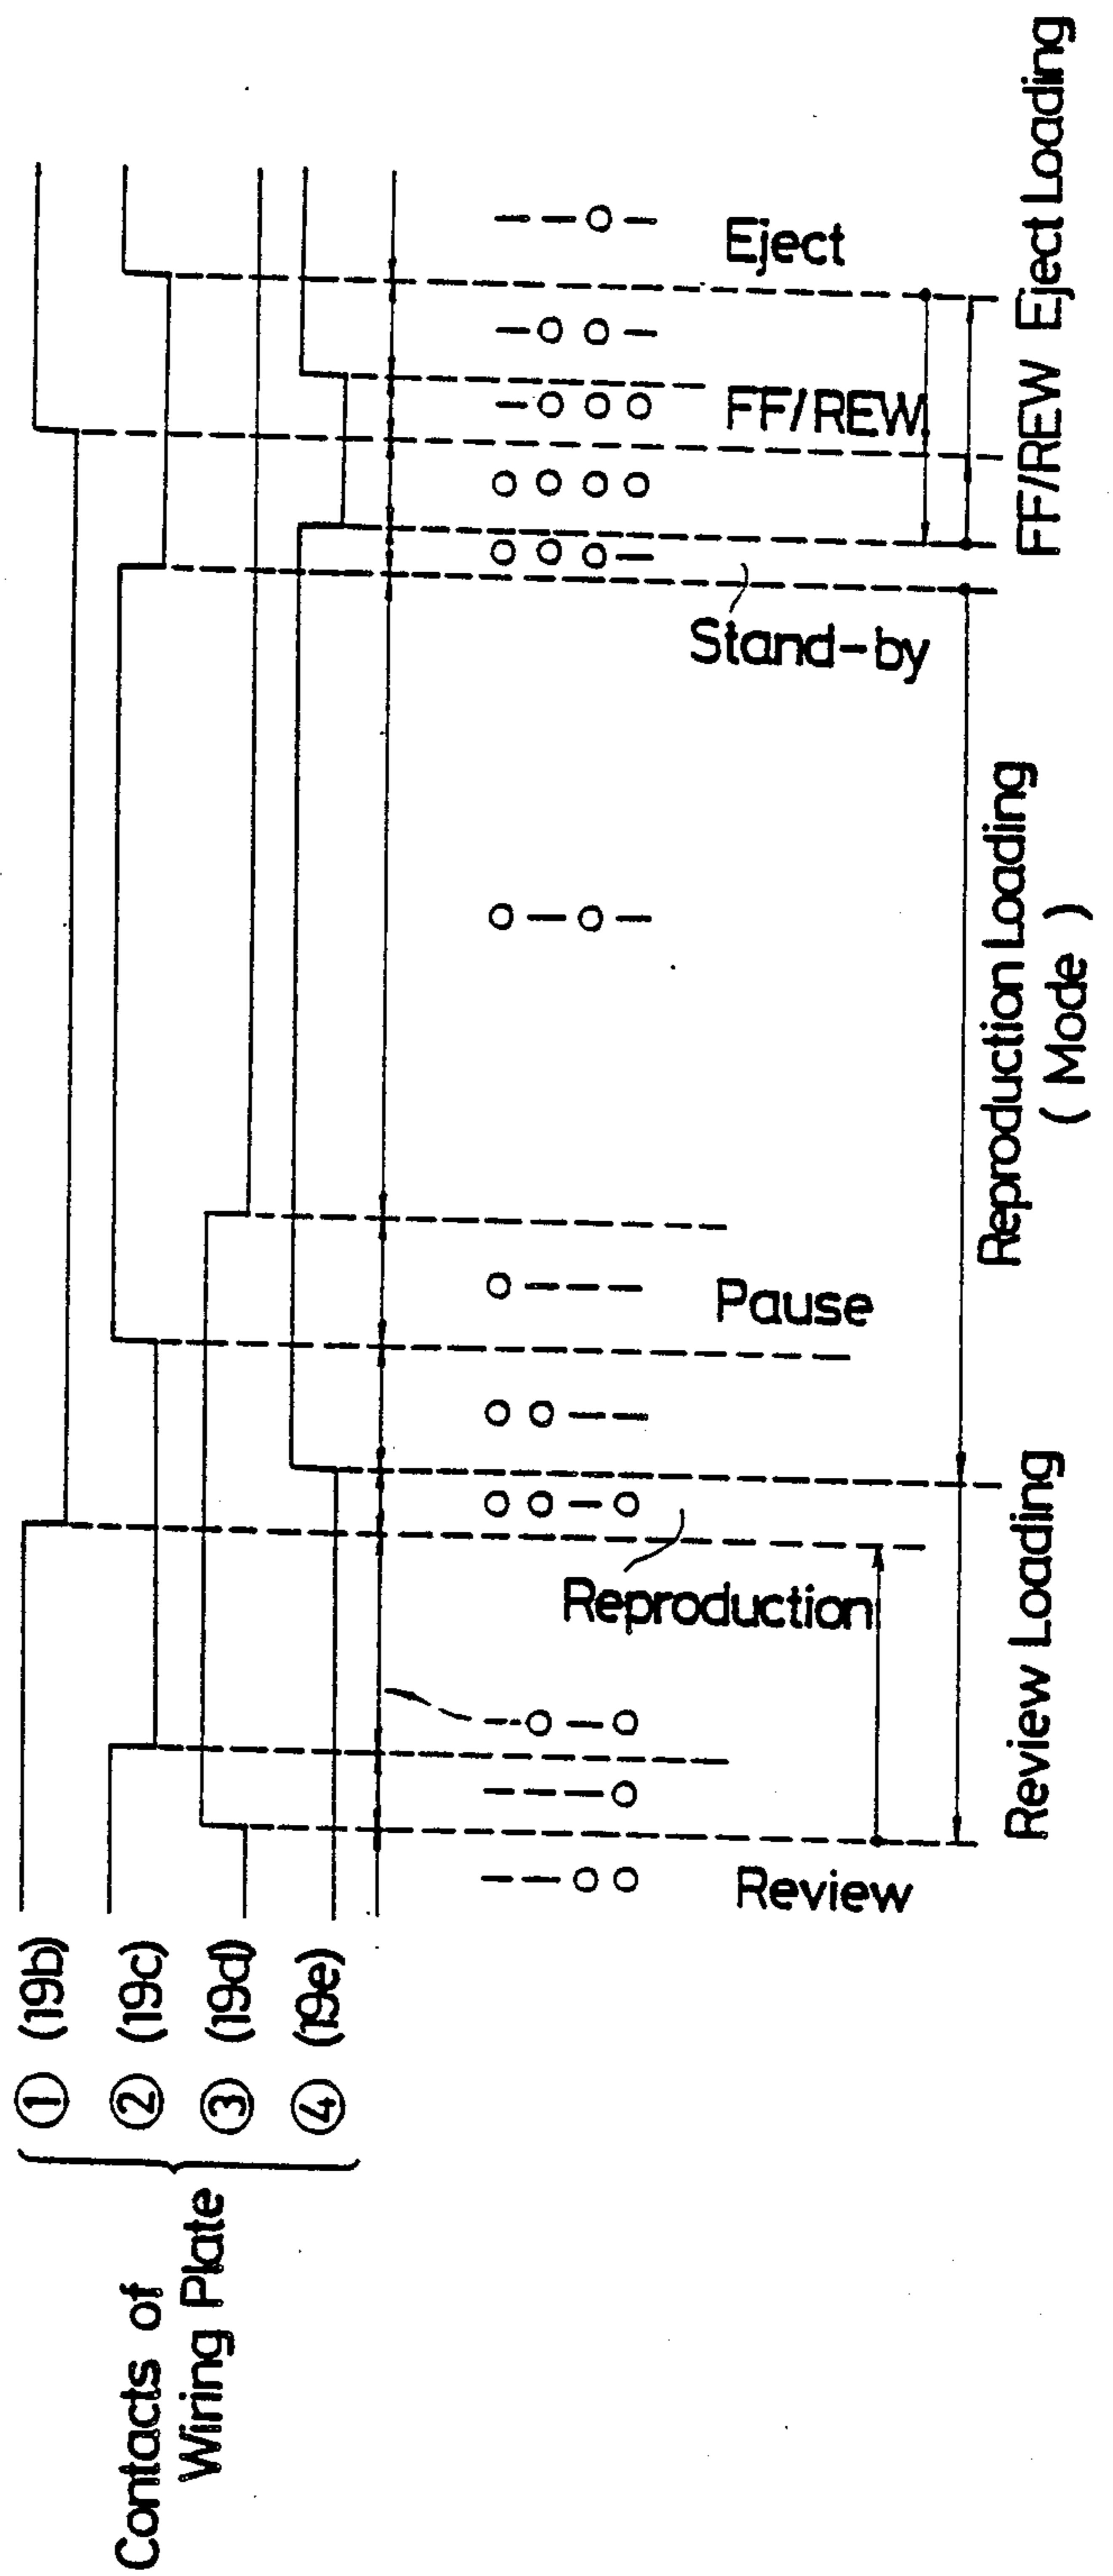 Contacts of
Wiring Plate
① (19b)
② (19c)
③ (19d)
④ (19e)
Review
Reproduction
Pause
Stand-by
FF/REW
Eject
Review Loading
Reproduction Loading
( Mode )
FF/REW Eject Loading